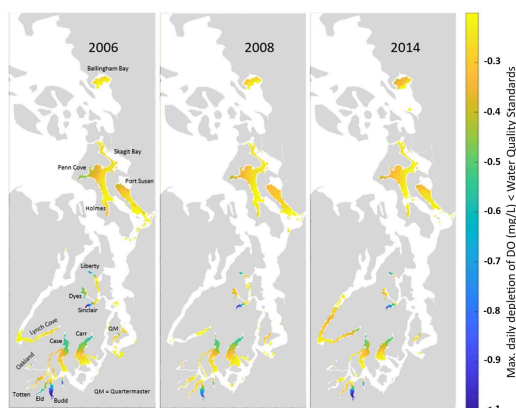 2006
2008
2014
Bellingham Bay
Skagit Bay
Penn Cove
Port Susan
Holmes
Liberty
Dyes
Sinclair
Lynch Cove
QM
Case
Carr
Oakland
QM = Quartermaster
Totten
Eld
Budd
-0.3
-0.4
-0.5
-0.6
-0.7
-0.8
-0.9
Max. daily depletion of DO (mg/L) < Water Quality Standards